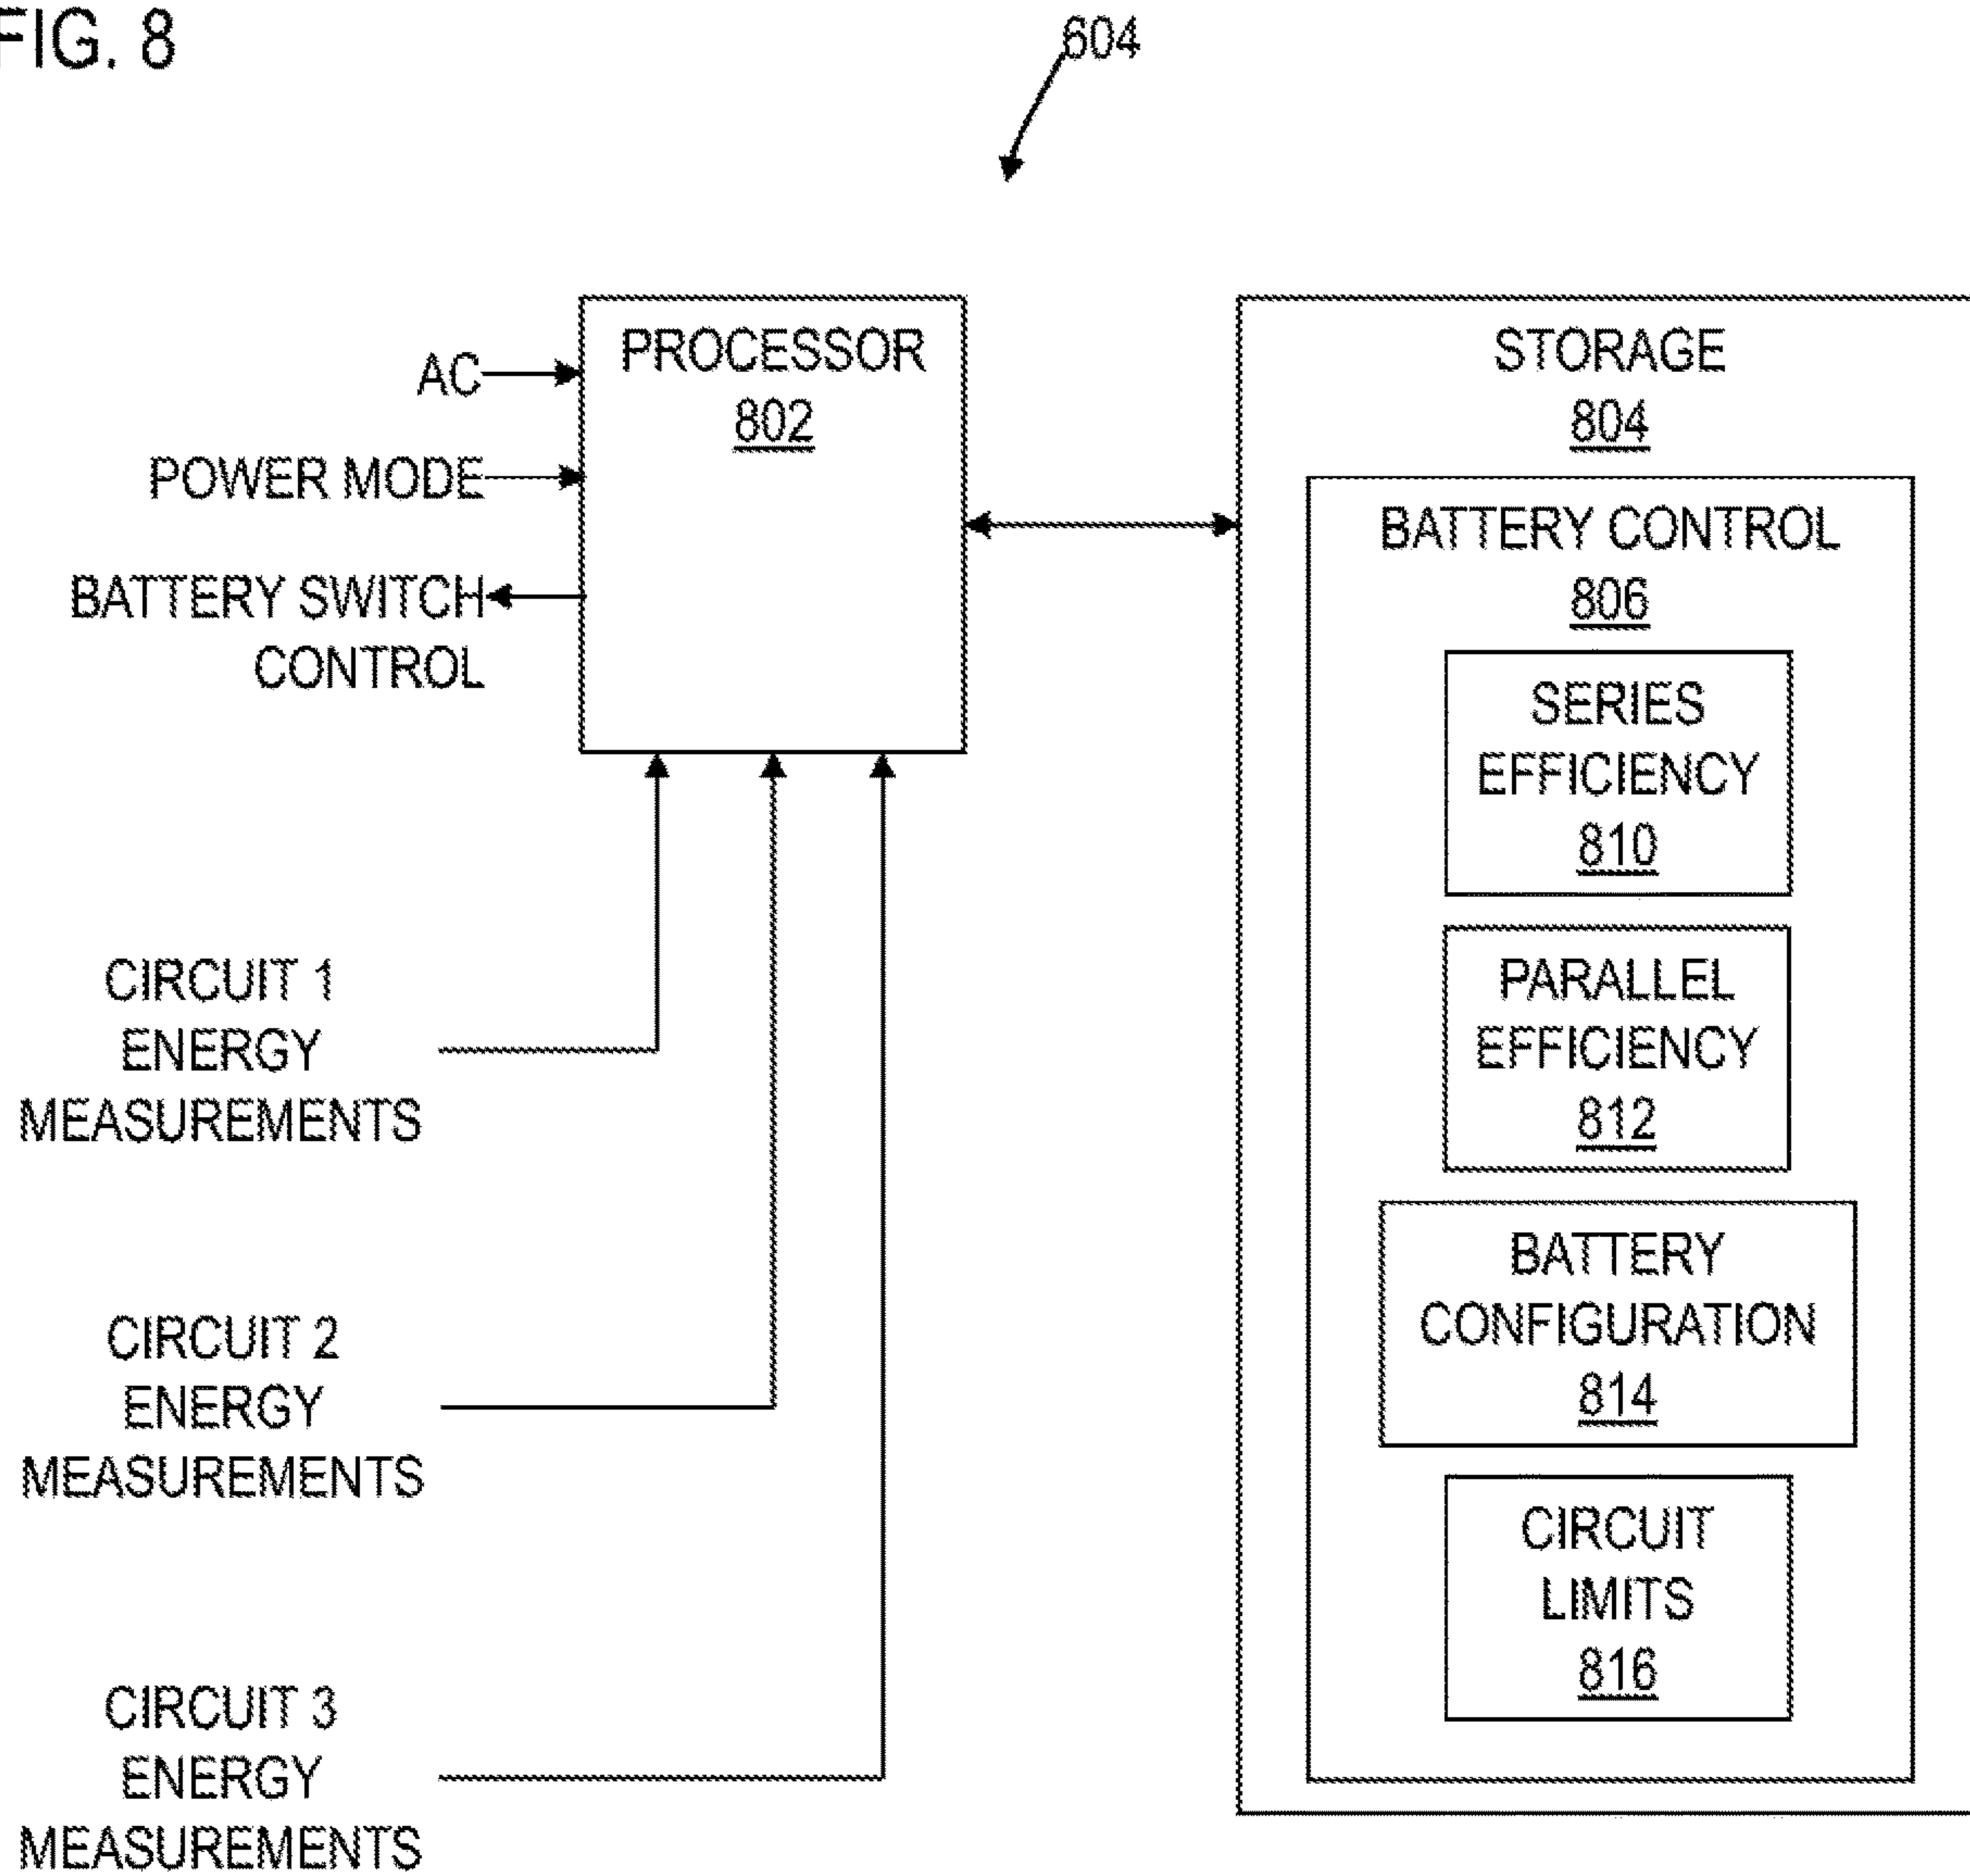 FIG. 8
604
PROCESSOR
802
AC
POWER MODE
BATTERY SWITCH
CONTROL
STORAGE
804
BATTERY CONTROL
806
SERIES
EFFICIENCY
810
PARALLEL
EFFICIENCY
812
BATTERY
CONFIGURATION
814
CIRCUIT
LIMITS
816
CIRCUIT 1
ENERGY
MEASUREMENTS
CIRCUIT 2
ENERGY
MEASUREMENTS
CIRCUIT 3
ENERGY
MEASUREMENTS